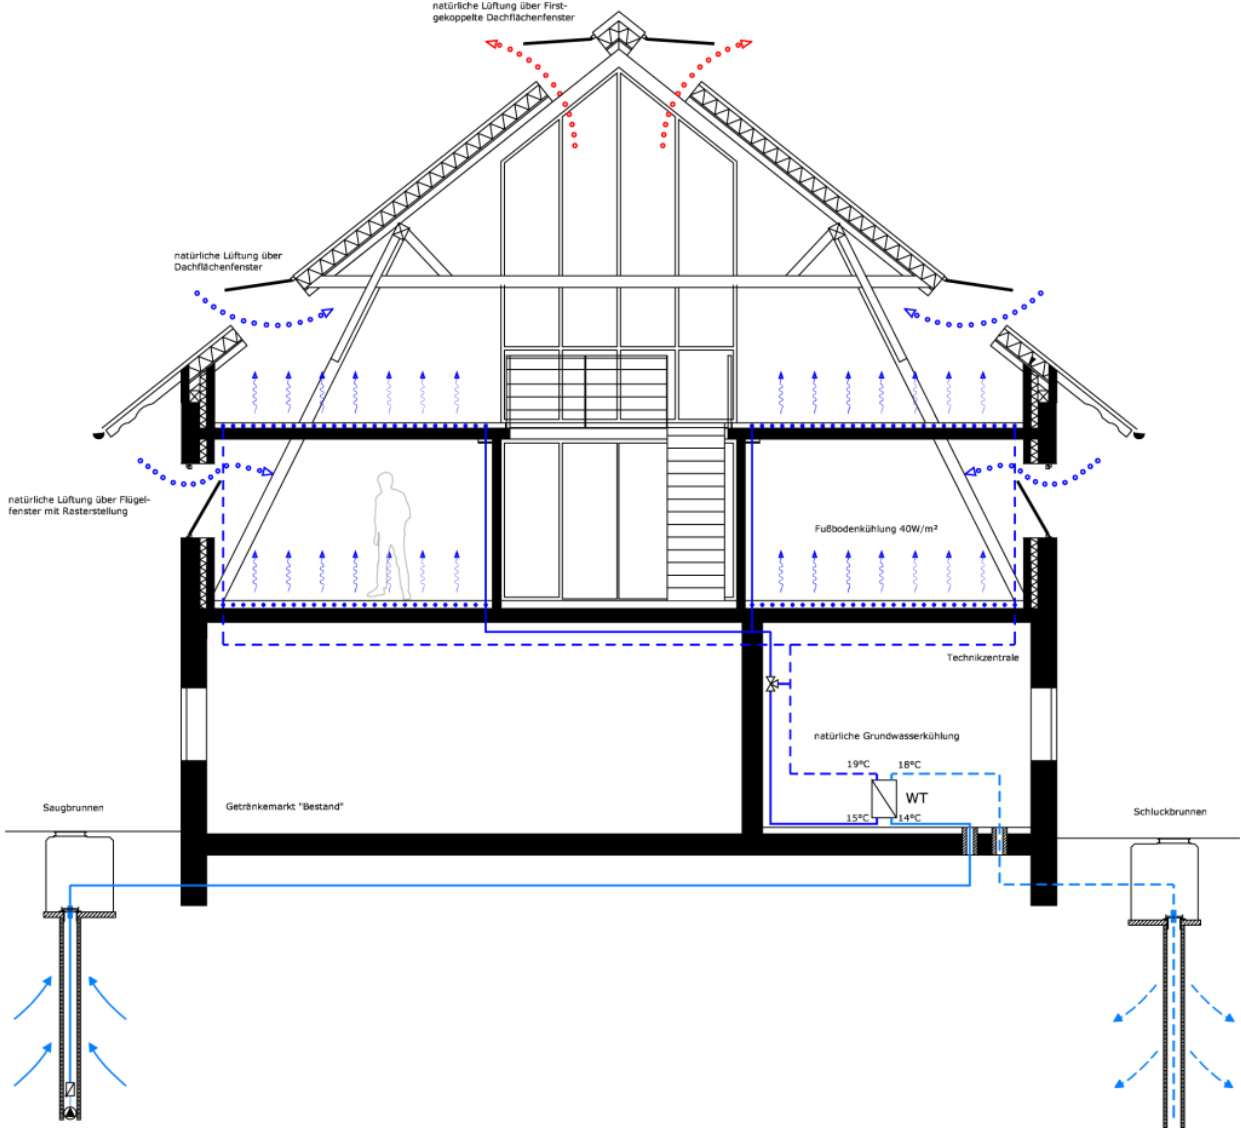 natürliche Lüftung über First-
gekoppelte Dachflächenfenster
natürliche Lüftung über
Dachflächenfenster
natürliche Lüftung über Flügel-
fenster mit Rasterstellung
Fußbodenkühlung 40W/m²
Technikzentrale
natürliche Grundwasserkühlung
19°C
18°C
WT
15°C
14°C
Getränkemarkt "Bestand"
Saugbrunnen
Schluckbrunnen